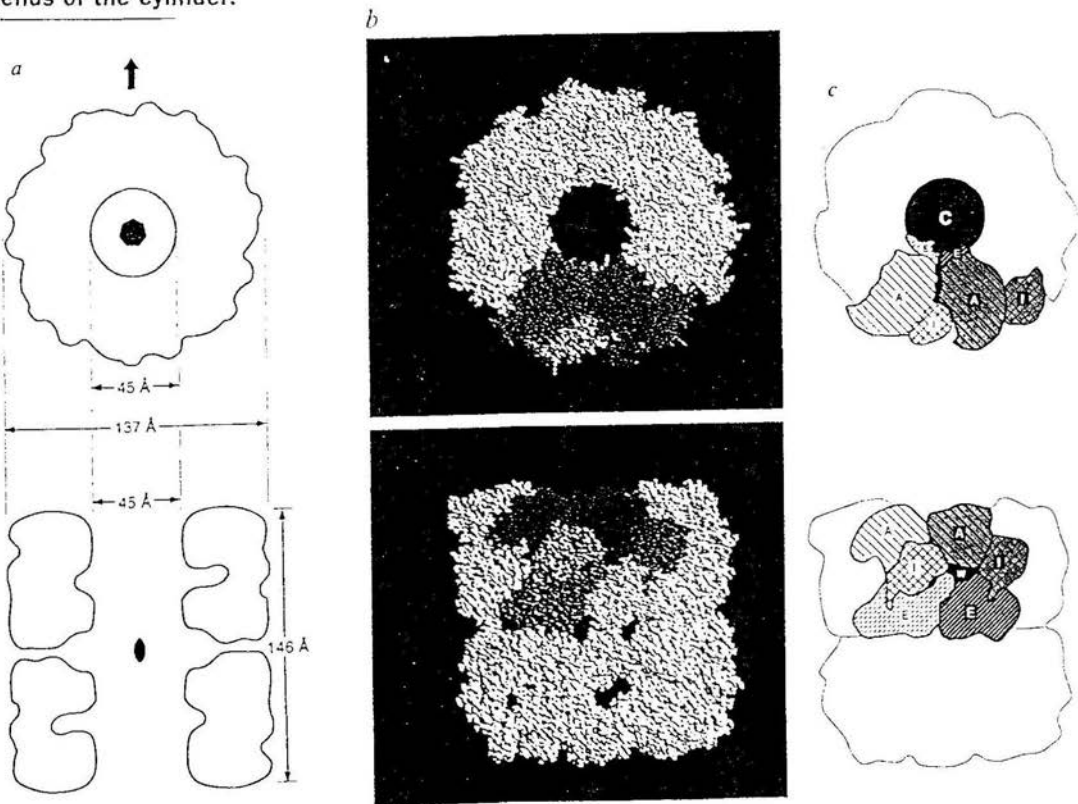 ends of the cylinder.
a
b
c
45 Å
137 Å
45 Å
146 Å
C
A
A
I
I
A
A
I
I
W
E
E